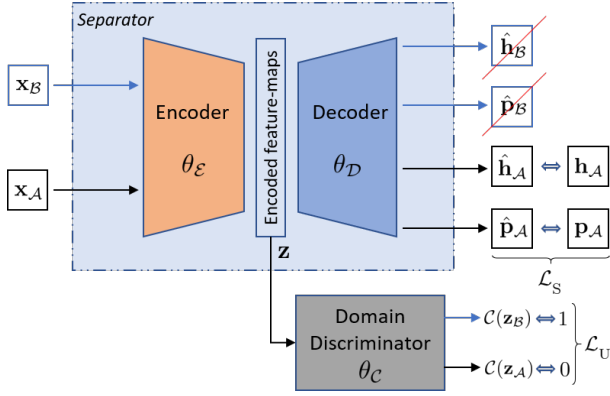 Separator
𝐱_ℬ
𝐱_𝒜
Encoder
θ_ℰ
Encoded feature-maps
Decoder
θ_𝒟
𝐡̂_ℬ
𝐩̂_ℬ
𝐡̂_𝒜 ⇔ 𝐡_𝒜
𝐩̂_𝒜 ⇔ 𝐩_𝒜
ℒ_S
𝐳
Domain
Discriminator
θ_𝒞
𝒞(𝐳_ℬ) ⇔ 1
𝒞(𝐳_𝒜) ⇔ 0
ℒ_U